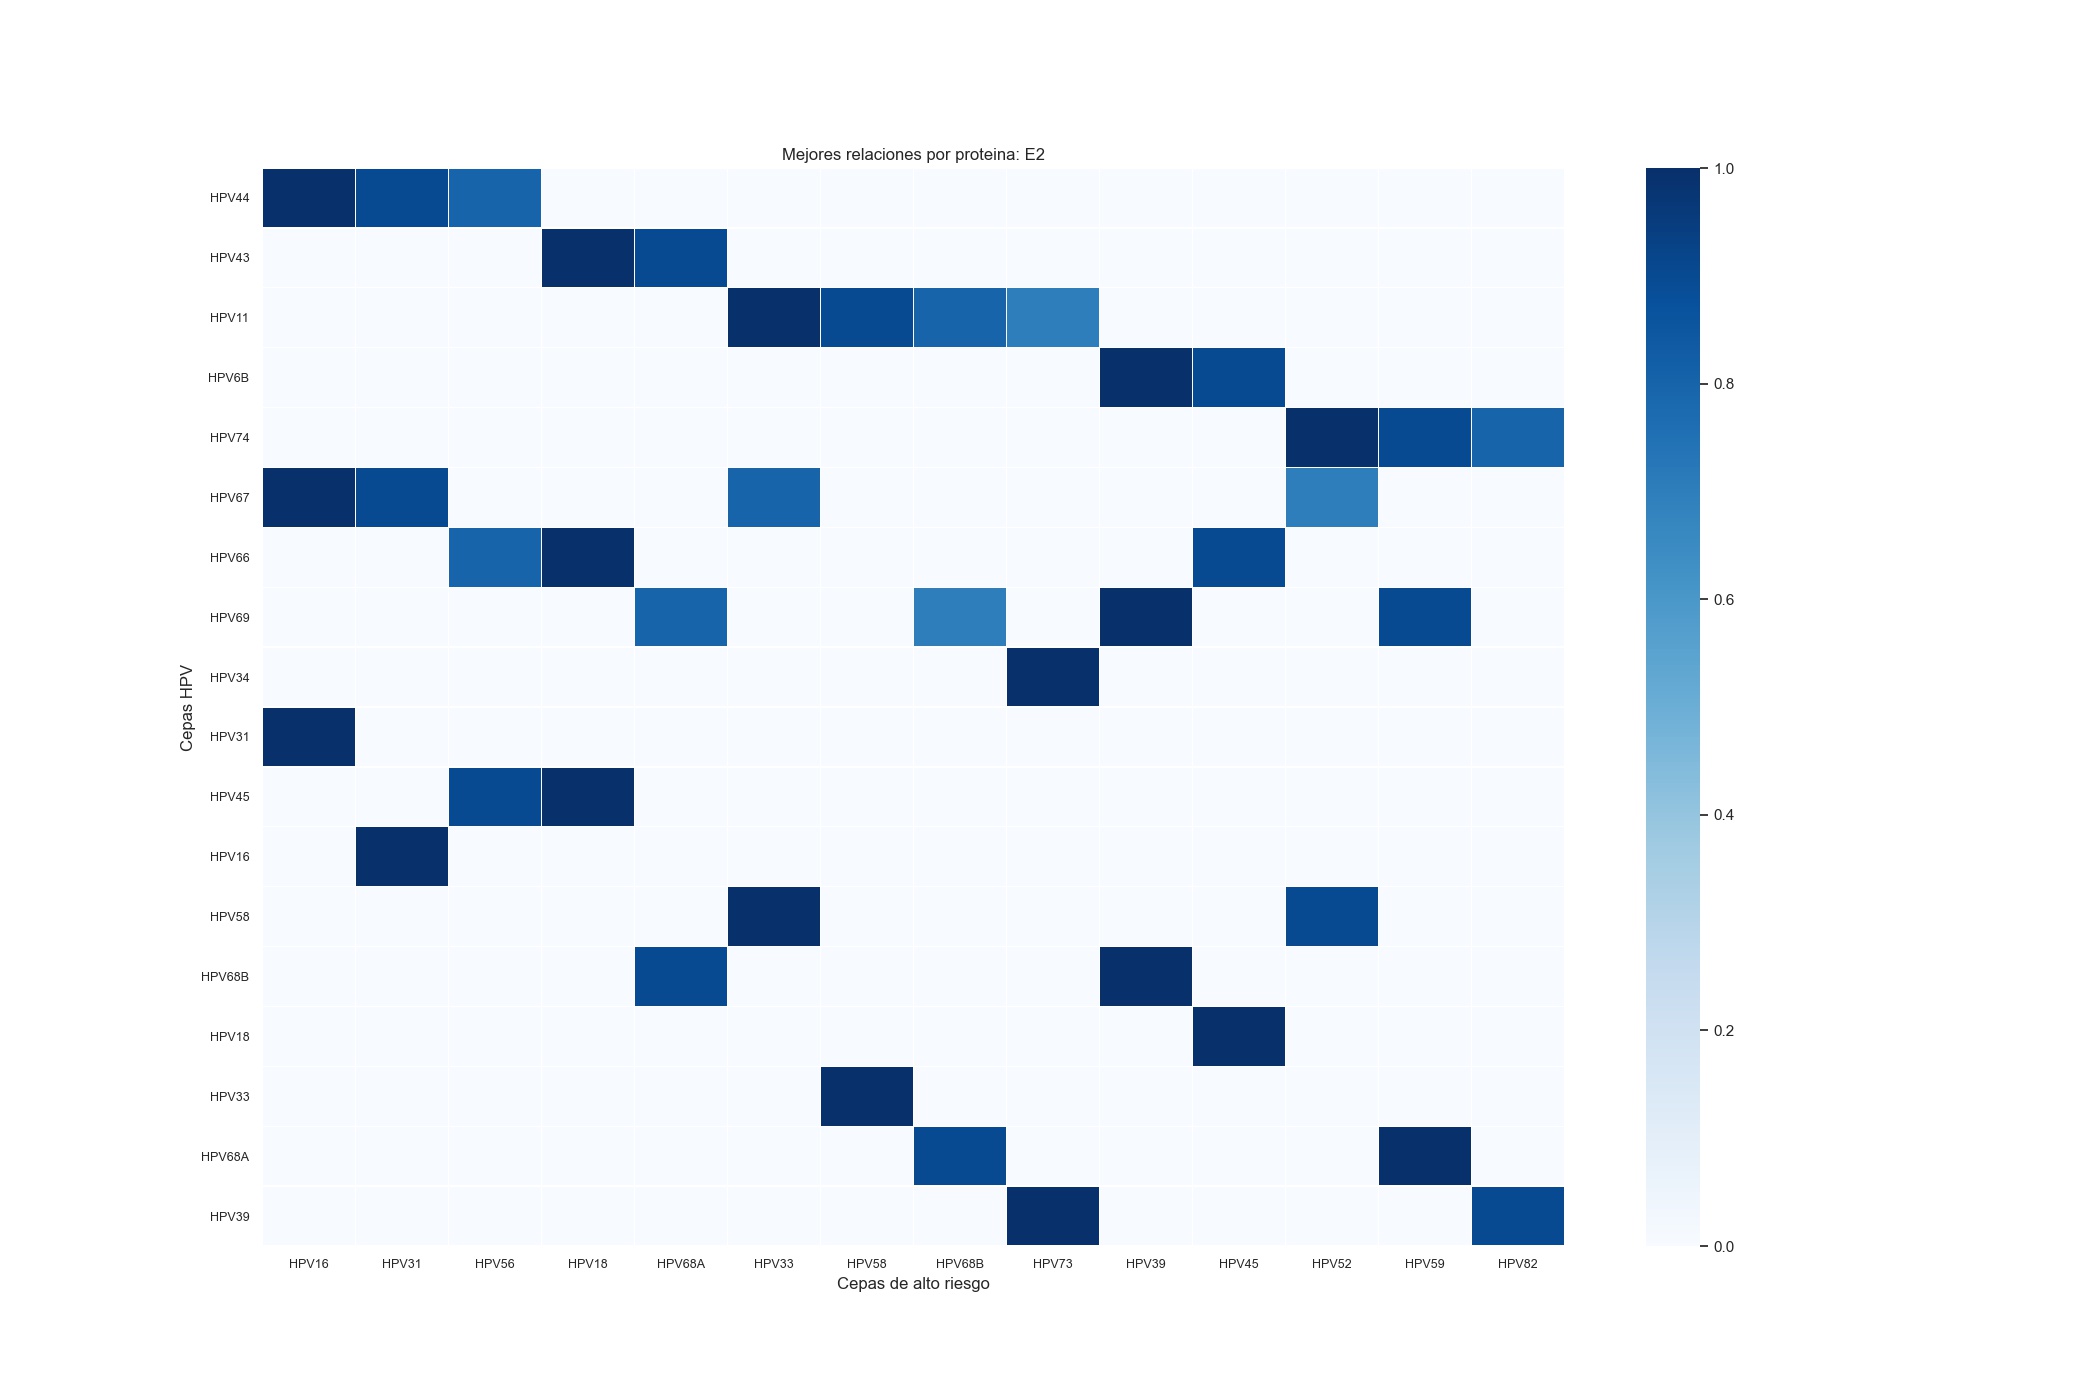 Mejores relaciones por proteina: E2
Cepas HPV
HPV44
HPV43
HPV11
HPV6B
HPV74
HPV67
HPV66
HPV69
HPV34
HPV31
HPV45
HPV16
HPV58
HPV68B
HPV18
HPV33
HPV68A
HPV39
HPV16 HPV31 HPV56 HPV18 HPV68A HPV33 HPV58 HPV68B HPV73 HPV39 HPV45 HPV52 HPV59 HPV82
Cepas de alto riesgo
1.0
0.8
0.6
0.4
0.2
0.0